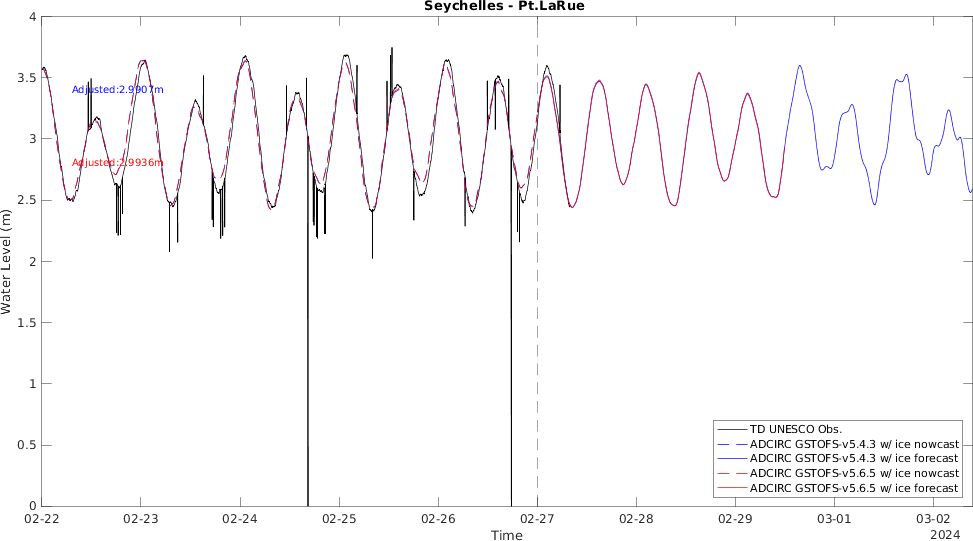 Seychelles - Pt.LaRue
4
3.5
3
2.5
2
1.5
1
0.5
0
Water Level (m)
Adjusted:2.9907m
Adjusted:2.9936m
TD UNESCO Obs.
ADCIRC GSTOFS-v5.4.3 w/ ice nowcast
ADCIRC GSTOFS-v5.4.3 w/ ice forecast
ADCIRC GSTOFS-v5.6.5 w/ ice nowcast
ADCIRC GSTOFS-v5.6.5 w/ ice forecast
02-22 02-23 02-24 02-25 02-26 02-27 02-28 02-29 03-01 03-02
Time
2024